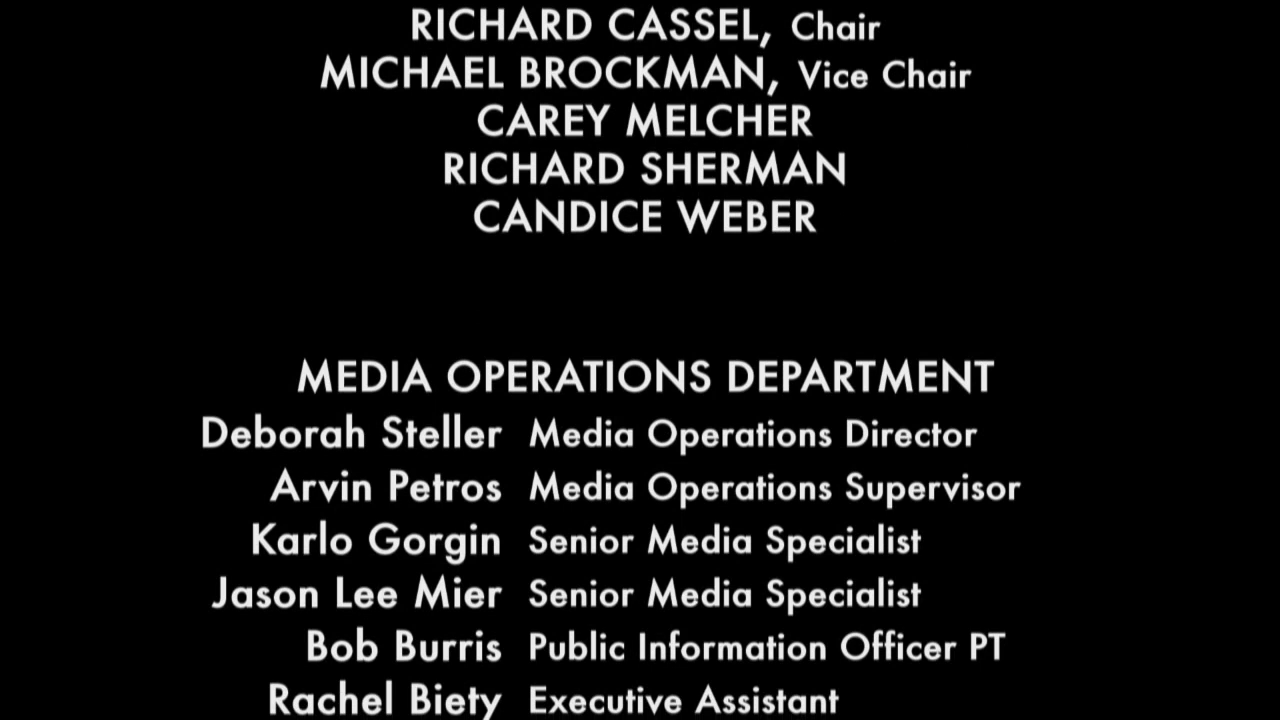 RICHARD CASSEL, Chair
MICHAEL BROCKMAN, Vice Chair
CAREY MELCHER
RICHARD SHERMAN
CANDICE WEBER
MEDIA OPERATIONS DEPARTMENT
Deborah Steller Media Operations Director
Arvin Petros Media Operations Supervisor
Karlo Gorgin Senior Media Specialist
Jason Lee Mier Senior Media Specialist
Bob Burris Public Information Officer PT
Rachel Biety Executive Assistant